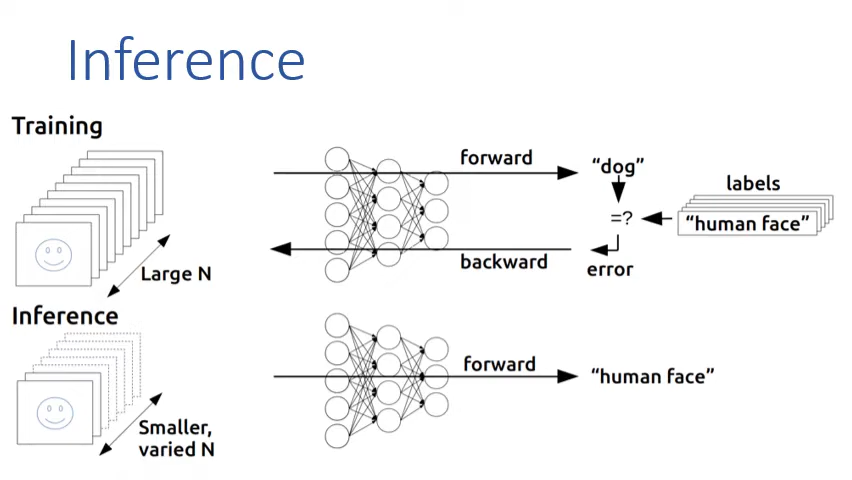 Inference
Training
forward
“dog”
labels
=?
“human face”
Large N
backward
error
Inference
forward
“human face”
Smaller,
varied N